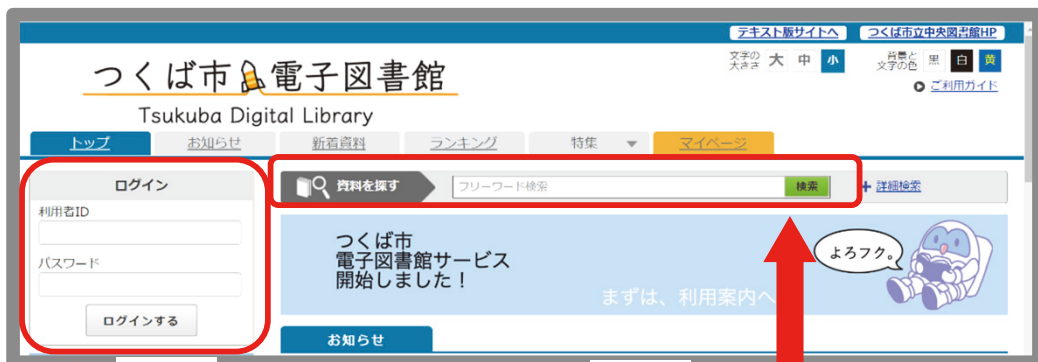 テキスト版サイトへ つくば市立中央図書館HP
文字の大きさ 大 中 小 背景と文字の色 黒 白 黄
ご利用ガイド
つくば市電子図書館
Tsukuba Digital Library
トップ お知らせ 新着資料 ランキング 特集 ▼ マイページ
ログイン
利用者ID
パスワード
ログインする
資料を探す フリーワード検索 検索 + 詳細検索
つくば市
電子図書館サービス
開始しました!
よろフク。
まずは、利用案内へ
お知らせ